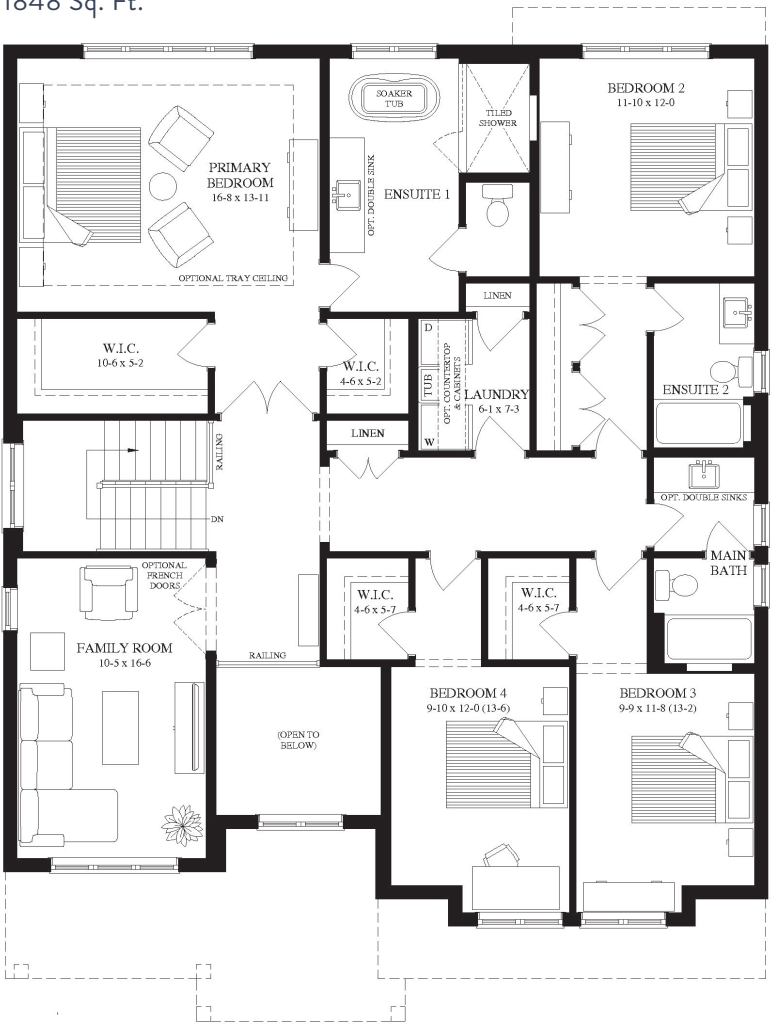 1848 Sq. Ft.
SOAKER
TUB
TILED
SHOWER
BEDROOM 2
11-10 x 12-0
PRIMARY
BEDROOM
16-8 x 13-11
OPT. DOUBLE SINK
ENSUITE 1
OPTIONAL TRAY CEILING
LINEN
W.I.C.
10-6 x 5-2
W.I.C.
4-6 x 5-2
D
TUB
W
OPT. COUNTERTOP
& CABINETS
LAUNDRY
6-1 x 7-3
ENSUITE 2
RAILING
LINEN
DN
OPT. DOUBLE SINKS
MAIN
BATH
OPTIONAL
FRENCH
DOORS
W.I.C.
4-6 x 5-7
W.I.C.
4-6 x 5-7
FAMILY ROOM
10-5 x 16-6
RAILING
BEDROOM 4
9-10 x 12-0 (13-6)
BEDROOM 3
9-9 x 11-8 (13-2)
(OPEN TO
BELOW)